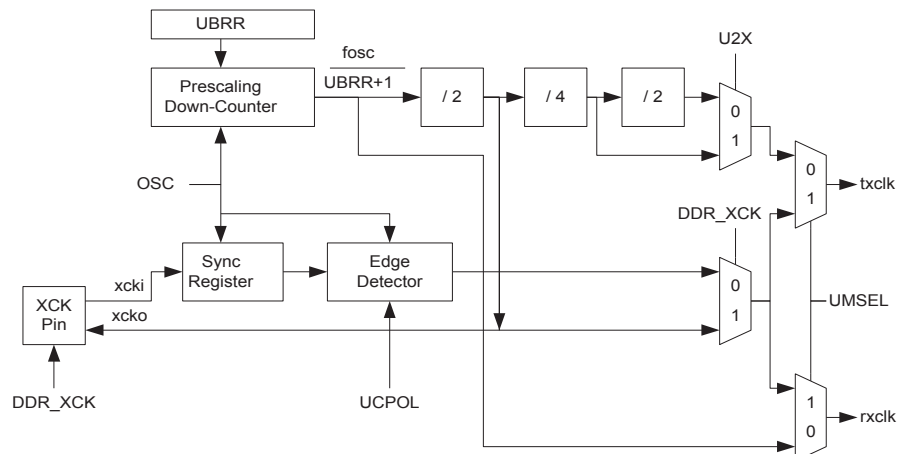 UBRR
fosc
UBRR+1
U2X
Prescaling
Down-Counter
/ 2
/ 4
/ 2
0
1
OSC
0
1
txclk
DDR_XCK
Sync
Register
Edge
Detector
0
1
xcki
XCK
Pin
xcko
UMSEL
DDR_XCK
UCPOL
1
0
rxclk